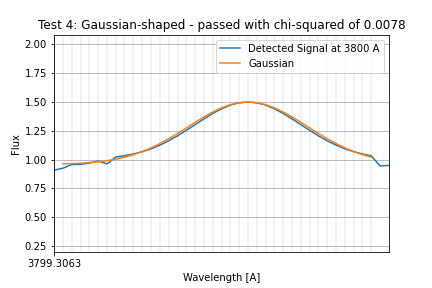 Test 4: Gaussian-shaped - passed with chi-squared of 0.0078
2.00
1.75
1.50
1.25
1.00
0.75
0.50
0.25
Flux
Detected Signal at 3800 A
Gaussian
3799.3063
Wavelength [A]